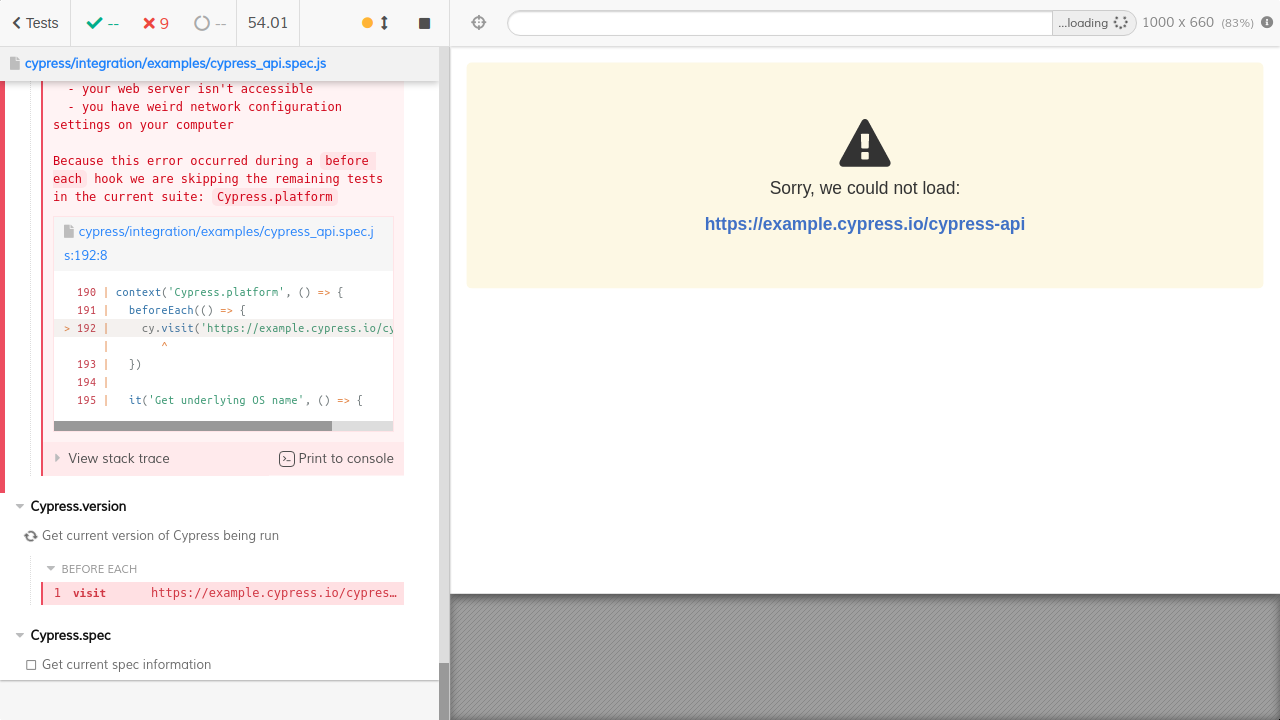 Tests
--
9
--
54.01
...loading
1000 x 660 (83%)
cypress/integration/examples/cypress_api.spec.js
- your web server isn't accessible
- you have weird network configuration
settings on your computer
Because this error occurred during a before
each hook we are skipping the remaining tests
in the current suite: Cypress.platform
cypress/integration/examples/cypress_api.spec.j
s:192:8
190 | context('Cypress.platform', () => {
191 |   beforeEach(() => {
> 192 |     cy.visit('https://example.cypress.io/cy
|        ^
193 |   })
194 |
195 |   it('Get underlying OS name', () => {
View stack trace
Print to console
Cypress.version
Get current version of Cypress being run
BEFORE EACH
1 visit https://example.cypress.io/cypres…
Cypress.spec
Get current spec information
Sorry, we could not load:
https://example.cypress.io/cypress-api